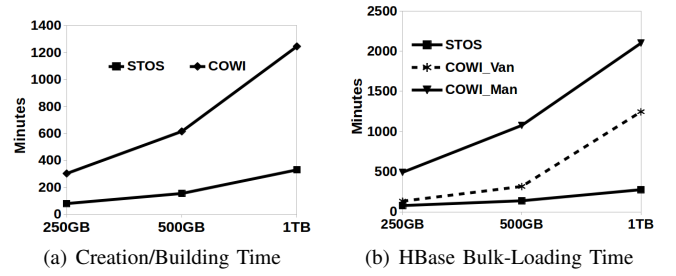 1400
1200
1000
800
600
400
200
0
Minutes
STOS COWI
250GB 500GB 1TB
(a) Creation/Building Time
2500
2000
1500
1000
500
0
Minutes
STOS
COWI_Van
COWI_Man
250GB 500GB 1TB
(b) HBase Bulk-Loading Time